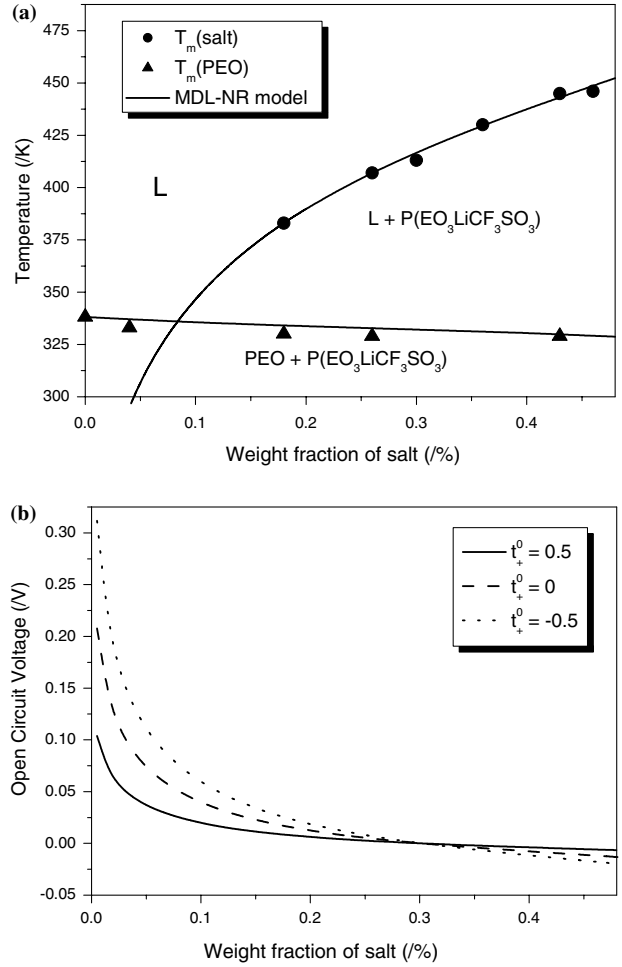 (a)
475
450
425
400
375
350
325
300
Temperature (/K)
T_m(salt)
T_m(PEO)
MDL-NR model
L
L + P(EO₃LiCF₃SO₃)
PEO + P(EO₃LiCF₃SO₃)
0.0 0.1 0.2 0.3 0.4
Weight fraction of salt (/%)
(b)
0.30
0.25
0.20
0.15
0.10
0.05
0.00
-0.05
Open Circuit Voltage (/V)
t₊⁰ = 0.5
t₊⁰ = 0
t₊⁰ = -0.5
0.0 0.1 0.2 0.3 0.4
Weight fraction of salt (/%)